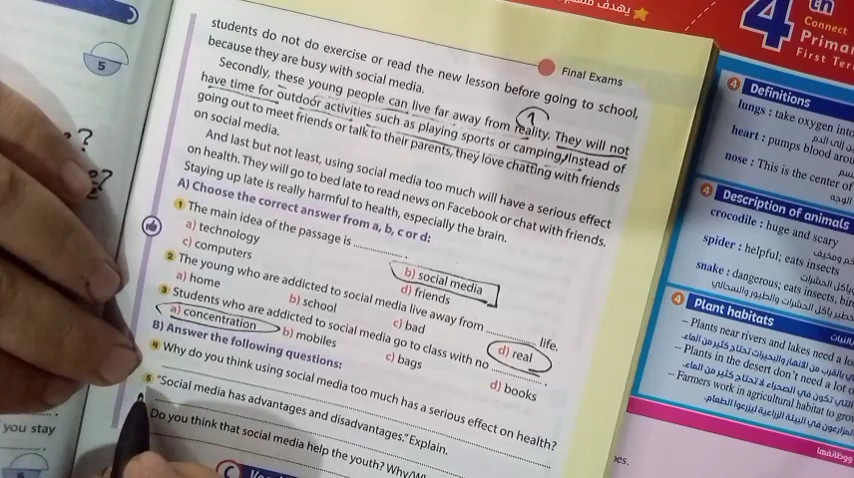 Final Exams
students do not do exercise or read the new lesson before going to school,
because they are busy with social media.
Secondly, these young people can live far away from reality. They will not
have time for outdoor activities such as playing sports or camping. Instead of
going out to meet friends or talk to their parents, they love chatting with friends
on social media.
And last but not least, using social media too much will have a serious effect
on health. They will go to bed late to read news on Facebook or chat with friends.
Staying up late is really harmful to health, especially the brain.
A) Choose the correct answer from a, b, c or d:
1 The main idea of the passage is ............ .
a) technology
b) social media
c) computers
d) friends
2 The young who are addicted to social media live away from ............ life.
a) home
b) school
c) bad
d) real
3 Students who are addicted to social media go to class with no ............ .
a) concentration
b) mobiles
c) bags
d) books
B) Answer the following questions:
4 Why do you think using social media too much has a serious effect on health?
5 "Social media has advantages and disadvantages." Explain.
Do you think that social media help the youth?
C
5
you stay
يهدف
4
th
Connect
Prima
First Ter
4 Definitions
lungs : take oxygen into
heart : pumps blood arou
nose : This is the center of
4 Description of animals
crocodile : huge and scary
spider : helpful; eats insects
snake : dangerous; eats insects, bir
4 Plant habitats
– Plants near rivers and lakes need a lo
– Plants in the desert don't need a lot o
– Farmers work in agricultural habitat to grow